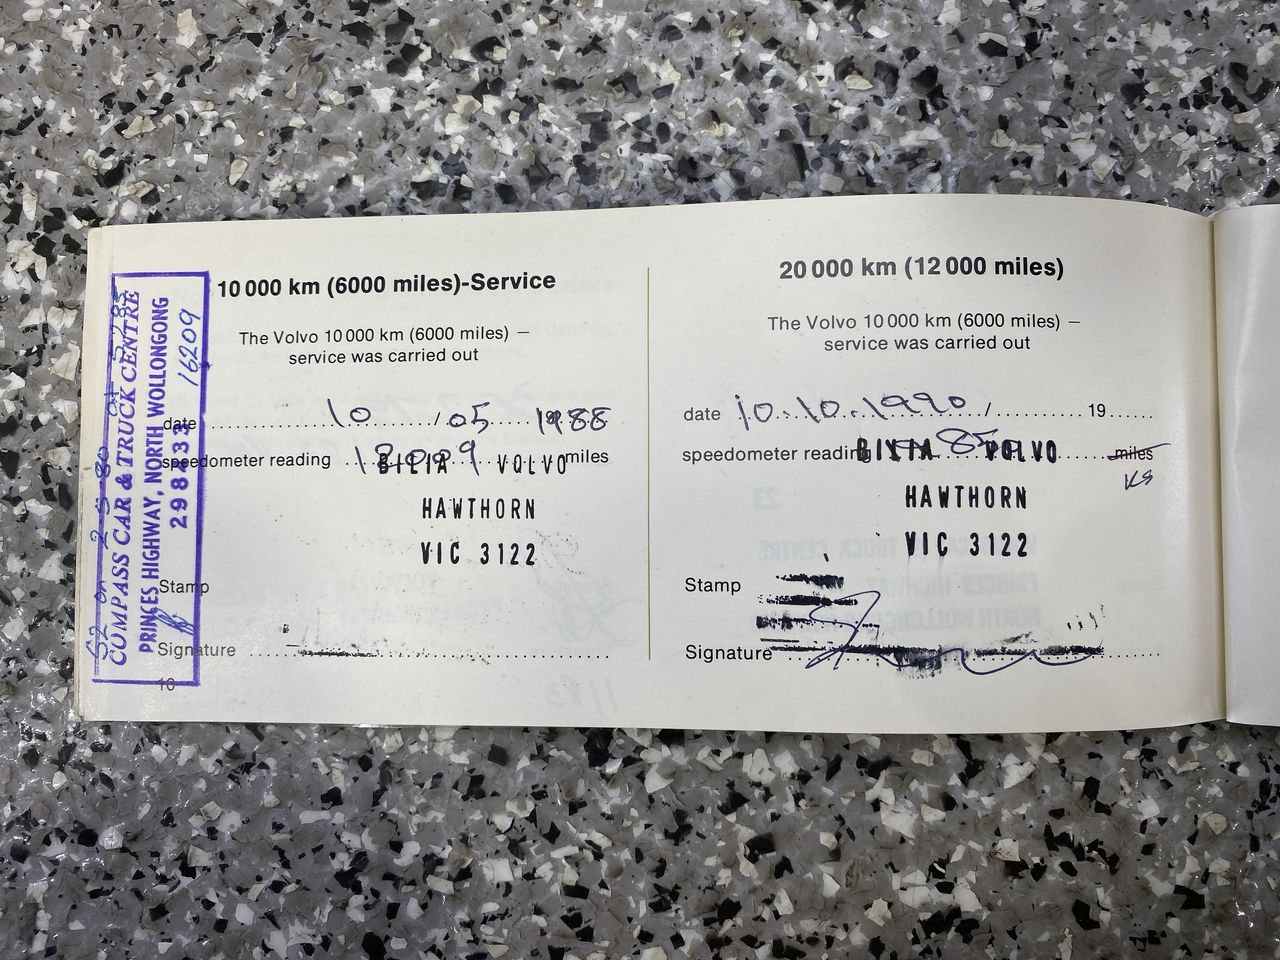 10 000 km (6000 miles)-Service
The Volvo 10 000 km (6000 miles) –
service was carried out
date 10 / 05 1988
speedometer reading 18009 miles
BILIA VOLVO
HAWTHORN
VIC 3122
Stamp
Signature
10
COMPASS CAR & TRUCK CENTRE
PRINCES HIGHWAY, NORTH WOLLONGONG
298233 16209
20 000 km (12 000 miles)
The Volvo 10 000 km (6000 miles) –
service was carried out
date 10.10.1990 / 19
speedometer reading miles
Ks
BILIA VOLVO
HAWTHORN
VIC 3122
Stamp
Signature